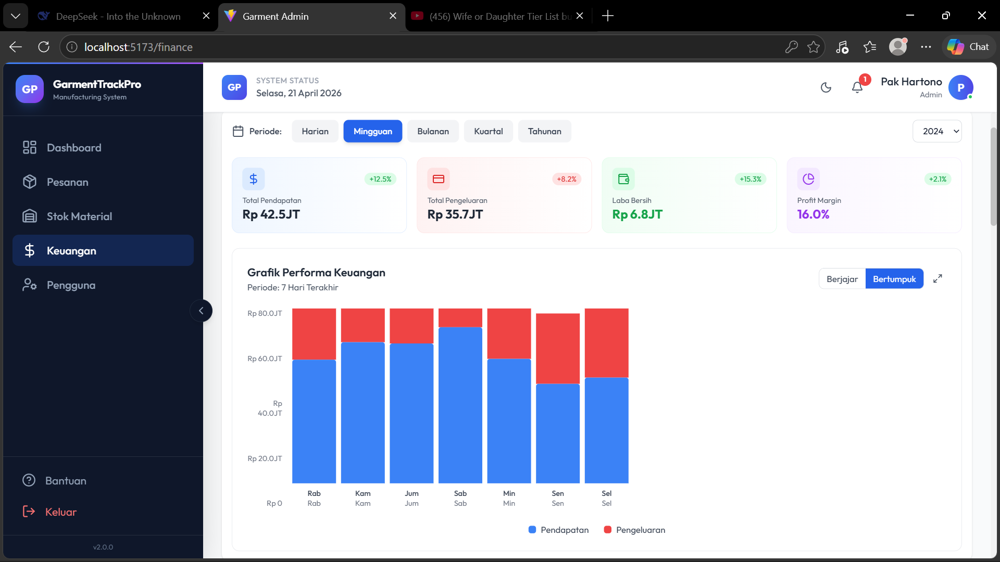 DeepSeek - Into the Unknown
Garment Admin
(456) Wife or Daughter Tier List bu
localhost:5173/finance
Chat
GP
GarmentTrackPro
Manufacturing System
Dashboard
Pesanan
Stok Material
Keuangan
Pengguna
Bantuan
Keluar
v2.0.0
GP
SYSTEM STATUS
Selasa, 21 April 2026
1
Pak Hartono
Admin
P
Periode:
Harian
Mingguan
Bulanan
Kuartal
Tahunan
2024
+12.5%
Total Pendapatan
Rp 42.5JT
+8.2%
Total Pengeluaran
Rp 35.7JT
+15.3%
Laba Bersih
Rp 6.8JT
+2.1%
Profit Margin
16.0%
Grafik Performa Keuangan
Periode: 7 Hari Terakhir
Berjajar
Bertumpuk
Rp 80.0JT
Rp 60.0JT
Rp
40.0JT
Rp 20.0JT
Rp 0
Rab Kam Jum Sab Min Sen Sel
Rab Kam Jum Sab Min Sen Sel
Pendapatan
Pengeluaran